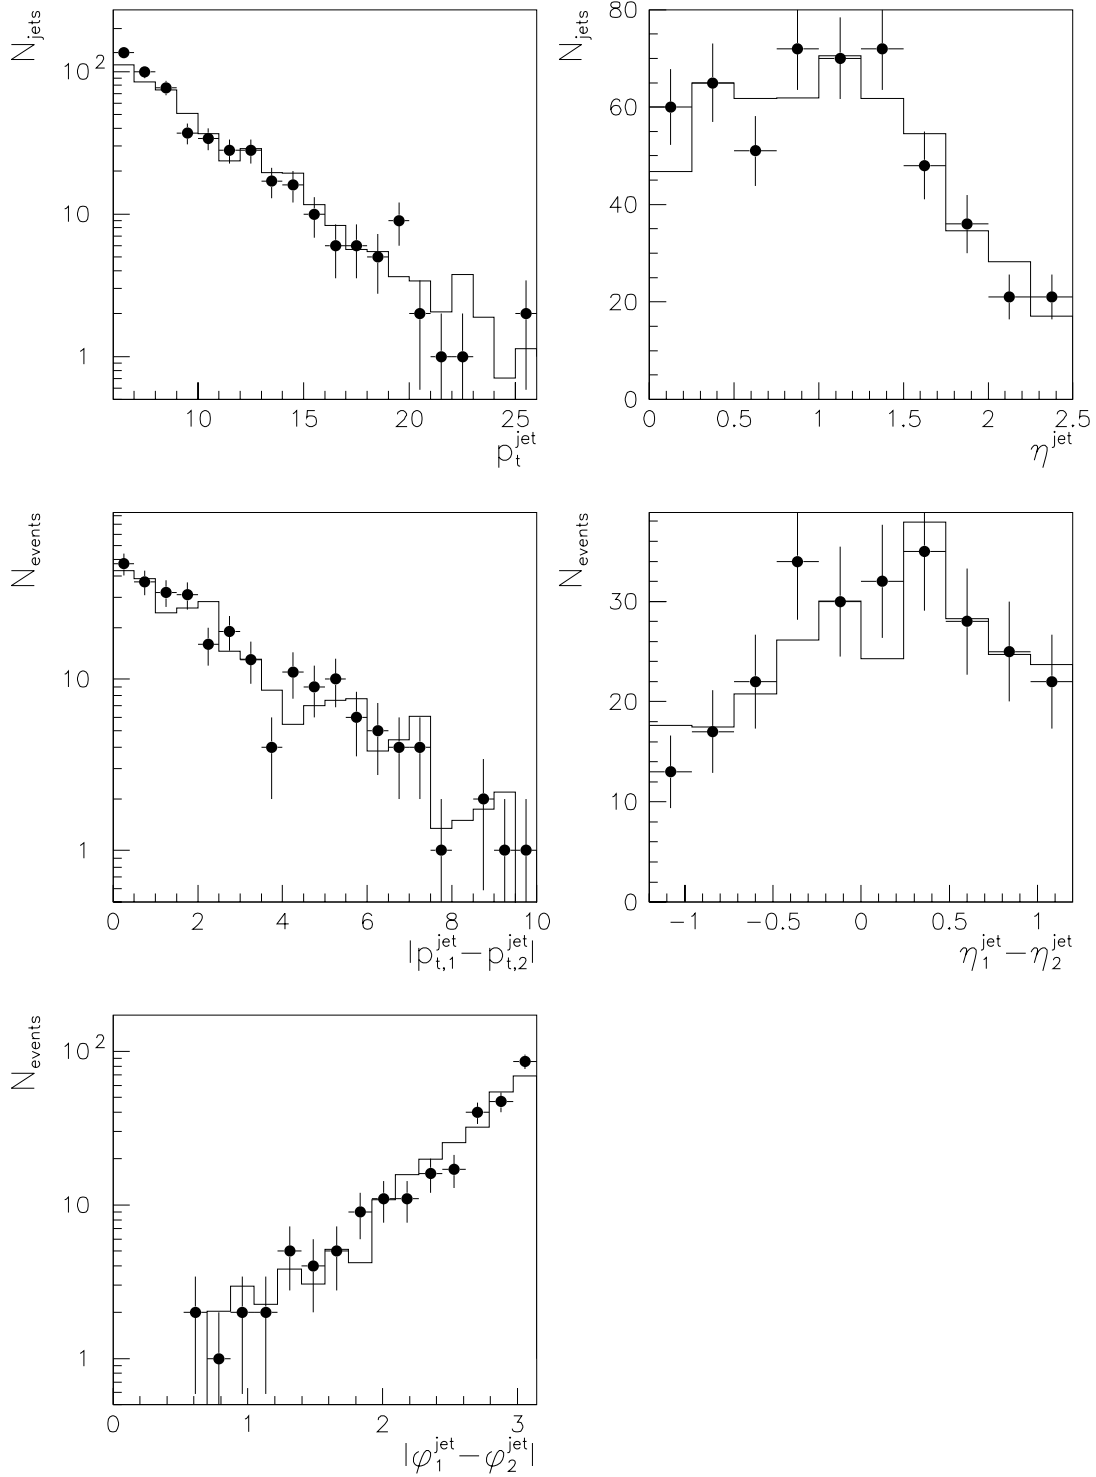 N_jets
10^2
10
1
10 15 20 25
p_t^jet
N_jets
80
60
40
20
0
0 0.5 1 1.5 2 2.5
η^jet
N_events
10
1
0 2 4 6 8 10
|p_t,1^jet−p_t,2^jet|
N_events
30
20
10
0
−1 −0.5 0 0.5 1
η_1^jet−η_2^jet
N_events
10^2
10
1
0 1 2 3
|φ_1^jet−φ_2^jet|